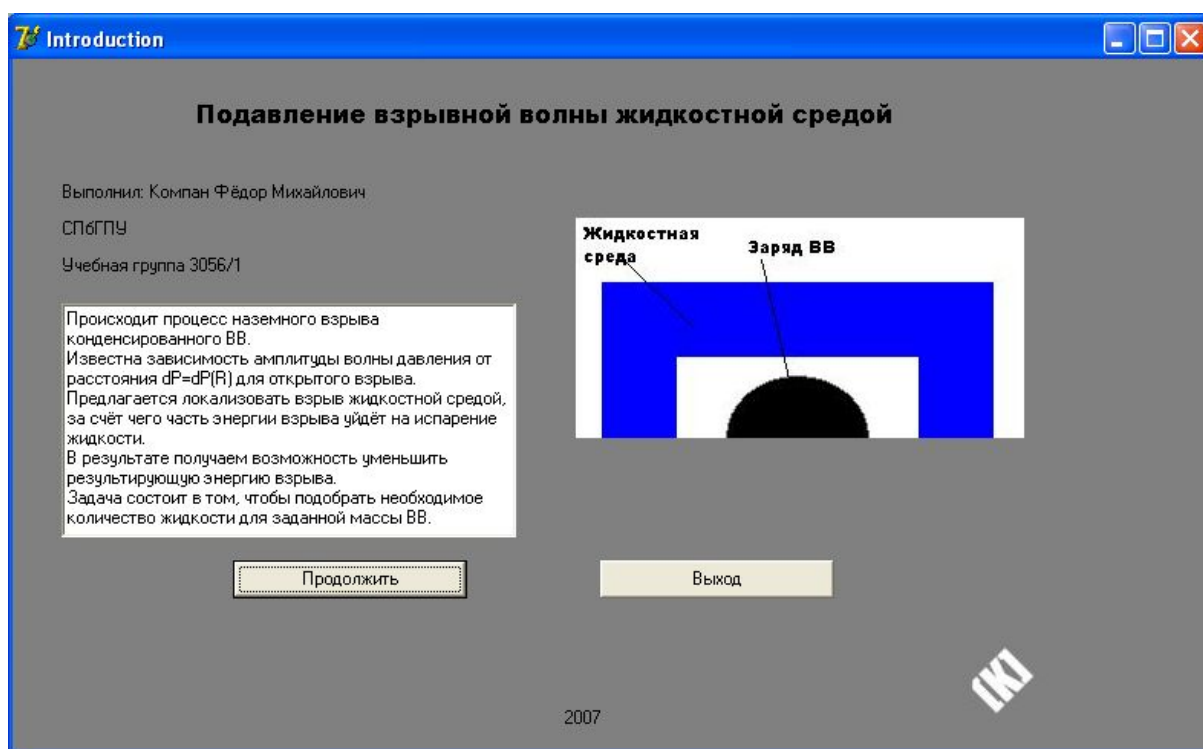 Introduction
Подавление взрывной волны жидкостной средой
Выполнил: Компан Фёдор Михайлович
СПбГПУ
Учебная группа 3056/1
Происходит процесс наземного взрыва
конденсированного ВВ.
Известна зависимость амплитуды волны давления от
расстояния dP=dP(R) для открытого взрыва.
Предлагается локализовать взрыв жидкостной средой,
за счёт чего часть энергии взрыва уйдёт на испарение
жидкости.
В результате получаем возможность уменьшить
результирующую энергию взрыва.
Задача состоит в том, чтобы подобрать необходимое
количество жидкости для заданной массы ВВ.
Жидкостная
среда
Заряд ВВ
Продолжить
Выход
[K]
2007